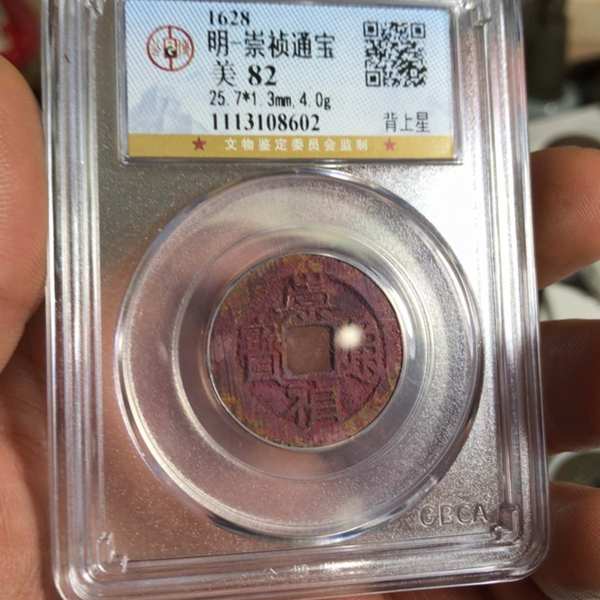 1628
明-崇祯通宝
美 82
25.7*1.3mm, 4.0g
1113108602
背上星
★ 文物鉴定委员会监制 ★
崇
寶 通
禎
GBCA